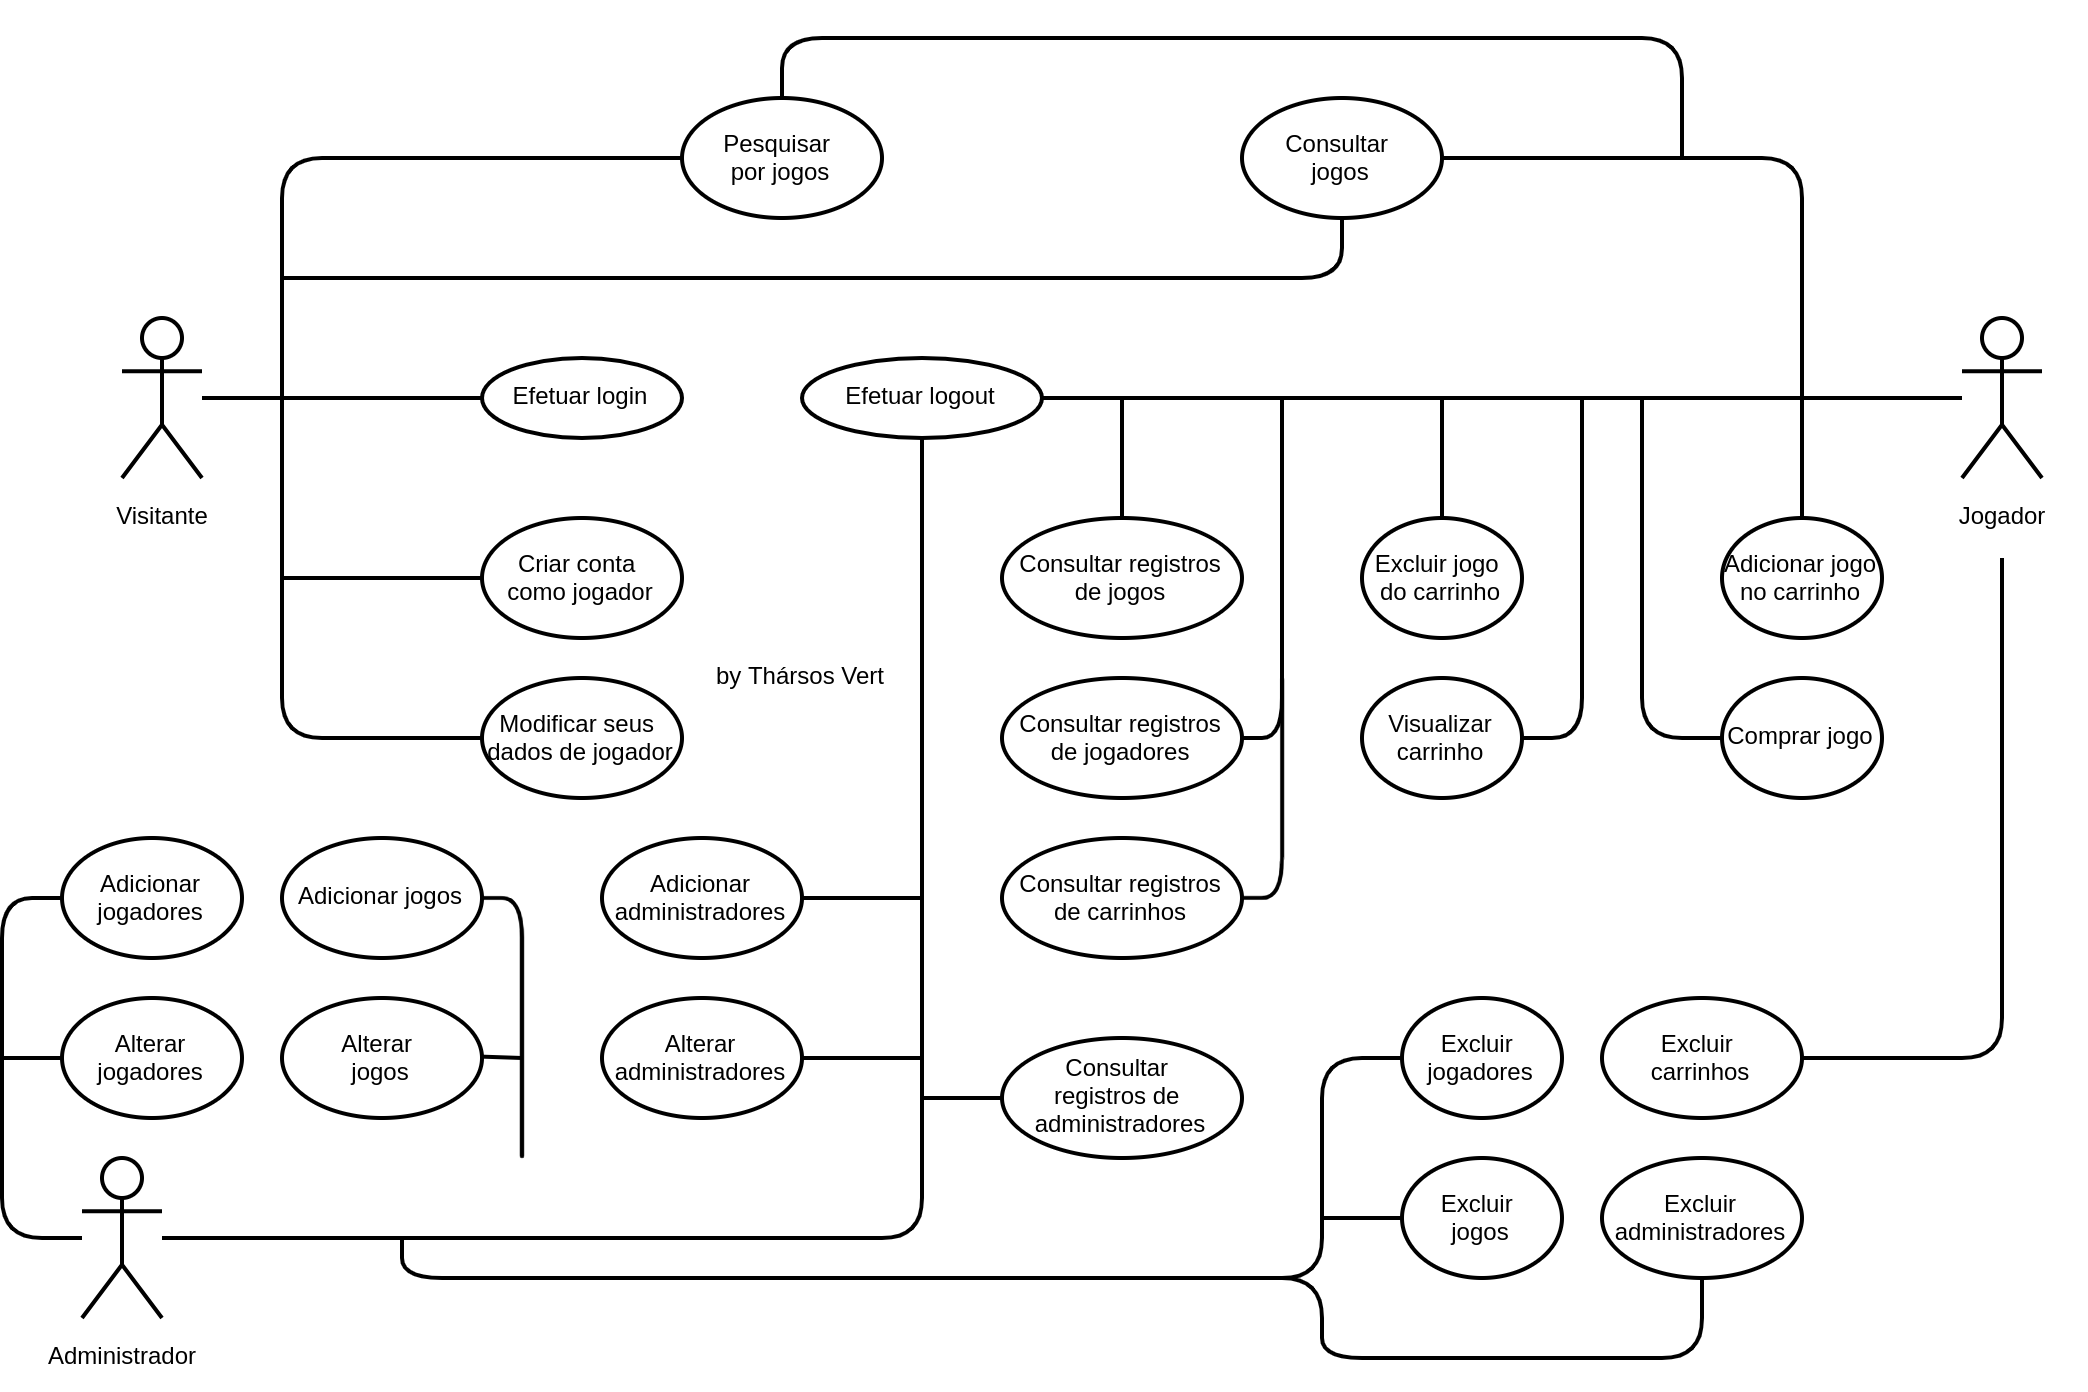 Pesquisar
por jogos
Consultar
jogos
Efetuar login
Efetuar logout
Visitante
Jogador
Criar conta
como jogador
Consultar registros
de jogos
Excluir jogo
do carrinho
Adicionar jogo
no carrinho
by Thársos Vert
Modificar seus
dados de jogador
Consultar registros
de jogadores
Visualizar
carrinho
Comprar jogo
Adicionar
jogadores
Adicionar jogos
Adicionar
administradores
Consultar registros
de carrinhos
Alterar
jogadores
Alterar
jogos
Alterar
administradores
Consultar
registros de
administradores
Excluir
jogadores
Excluir
carrinhos
Excluir
jogos
Excluir
administradores
Administrador